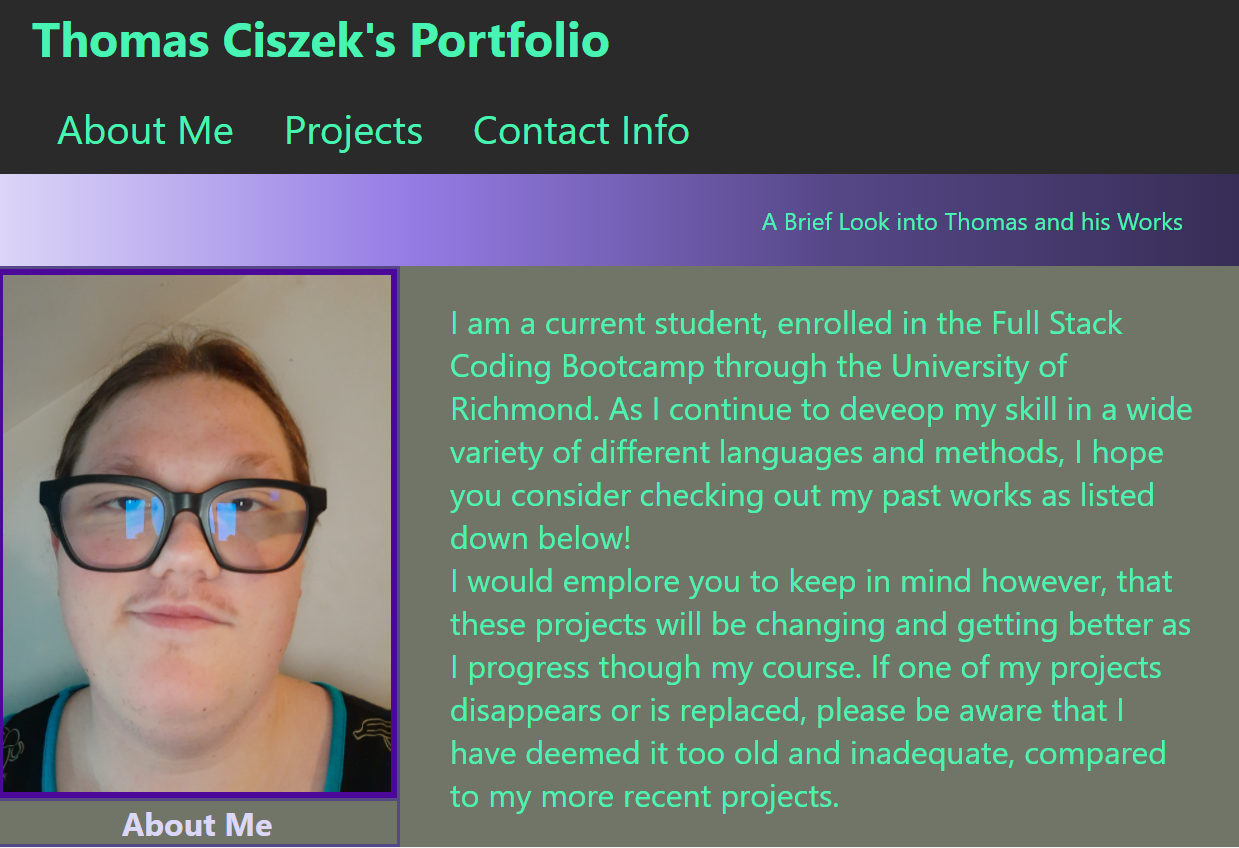 Thomas Ciszek's Portfolio
About Me Projects Contact Info
A Brief Look into Thomas and his Works
I am a current student, enrolled in the Full Stack
Coding Bootcamp through the University of
Richmond. As I continue to deveop my skill in a wide
variety of different languages and methods, I hope
you consider checking out my past works as listed
down below!
I would emplore you to keep in mind however, that
these projects will be changing and getting better as
I progress though my course. If one of my projects
disappears or is replaced, please be aware that I
have deemed it too old and inadequate, compared
to my more recent projects.
About Me